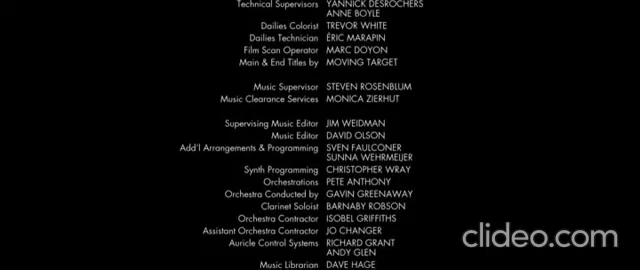 Technical Supervisors YANNICK DESROCHERS
ANNE BOYLE
Dailies Colorist TREVOR WHITE
Dailies Technician ÉRIC MARAPIN
Film Scan Operator MARC DOYON
Main & End Titles by MOVING TARGET
Music Supervisor STEVEN ROSENBLUM
Music Clearance Services MONICA ZIERHUT
Supervising Music Editor JIM WEIDMAN
Music Editor DAVID OLSON
Add'l Arrangements & Programming SVEN FAULCONER
SUNNA WEHRMEIJER
Synth Programming CHRISTOPHER WRAY
Orchestrations PETE ANTHONY
Orchestra Conducted by GAVIN GREENAWAY
Clarinet Soloist BARNABY ROBSON
Orchestra Contractor ISOBEL GRIFFITHS
Assistant Orchestra Contractor JO CHANGER
Auricle Control Systems RICHARD GRANT
ANDY GLEN
Music Librarian DAVE HAGE
clideo.com